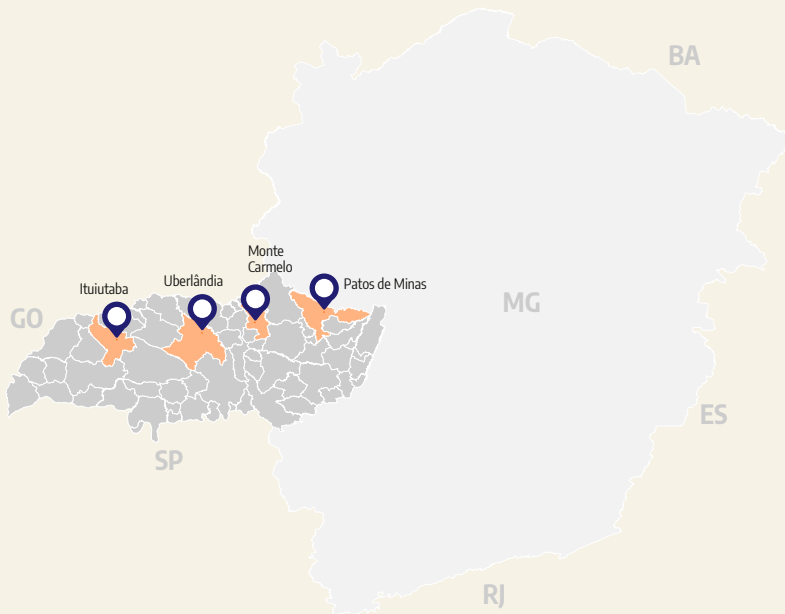 BA
Monte
Carmelo
Ituiutaba
Uberlândia
Patos de Minas
GO
MG
ES
SP
RJ